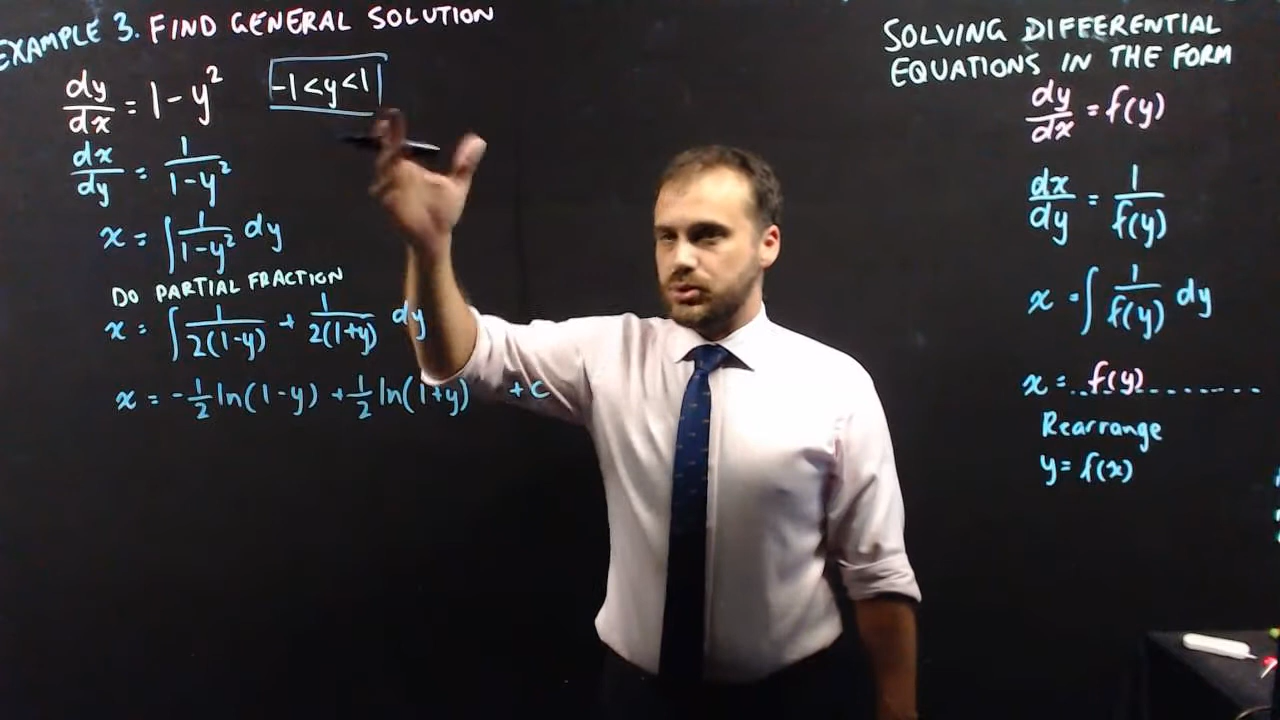 EXAMPLE 3. FIND GENERAL SOLUTION
dy/dx = 1 - y² -1 < y < 1
dx/dy = 1/(1-y²)
x = ∫ 1/(1-y²) dy
DO PARTIAL FRACTION
x = ∫ 1/(2(1-y)) + 1/(2(1+y)) dy
x = -1/2 ln(1-y) + 1/2 ln(1+y) + c
SOLVING DIFFERENTIAL
EQUATIONS IN THE FORM
dy/dx = f(y)
dx/dy = 1/f(y)
x = ∫ 1/f(y) dy
x = ..f(y)........
Rearrange
y = f(x)